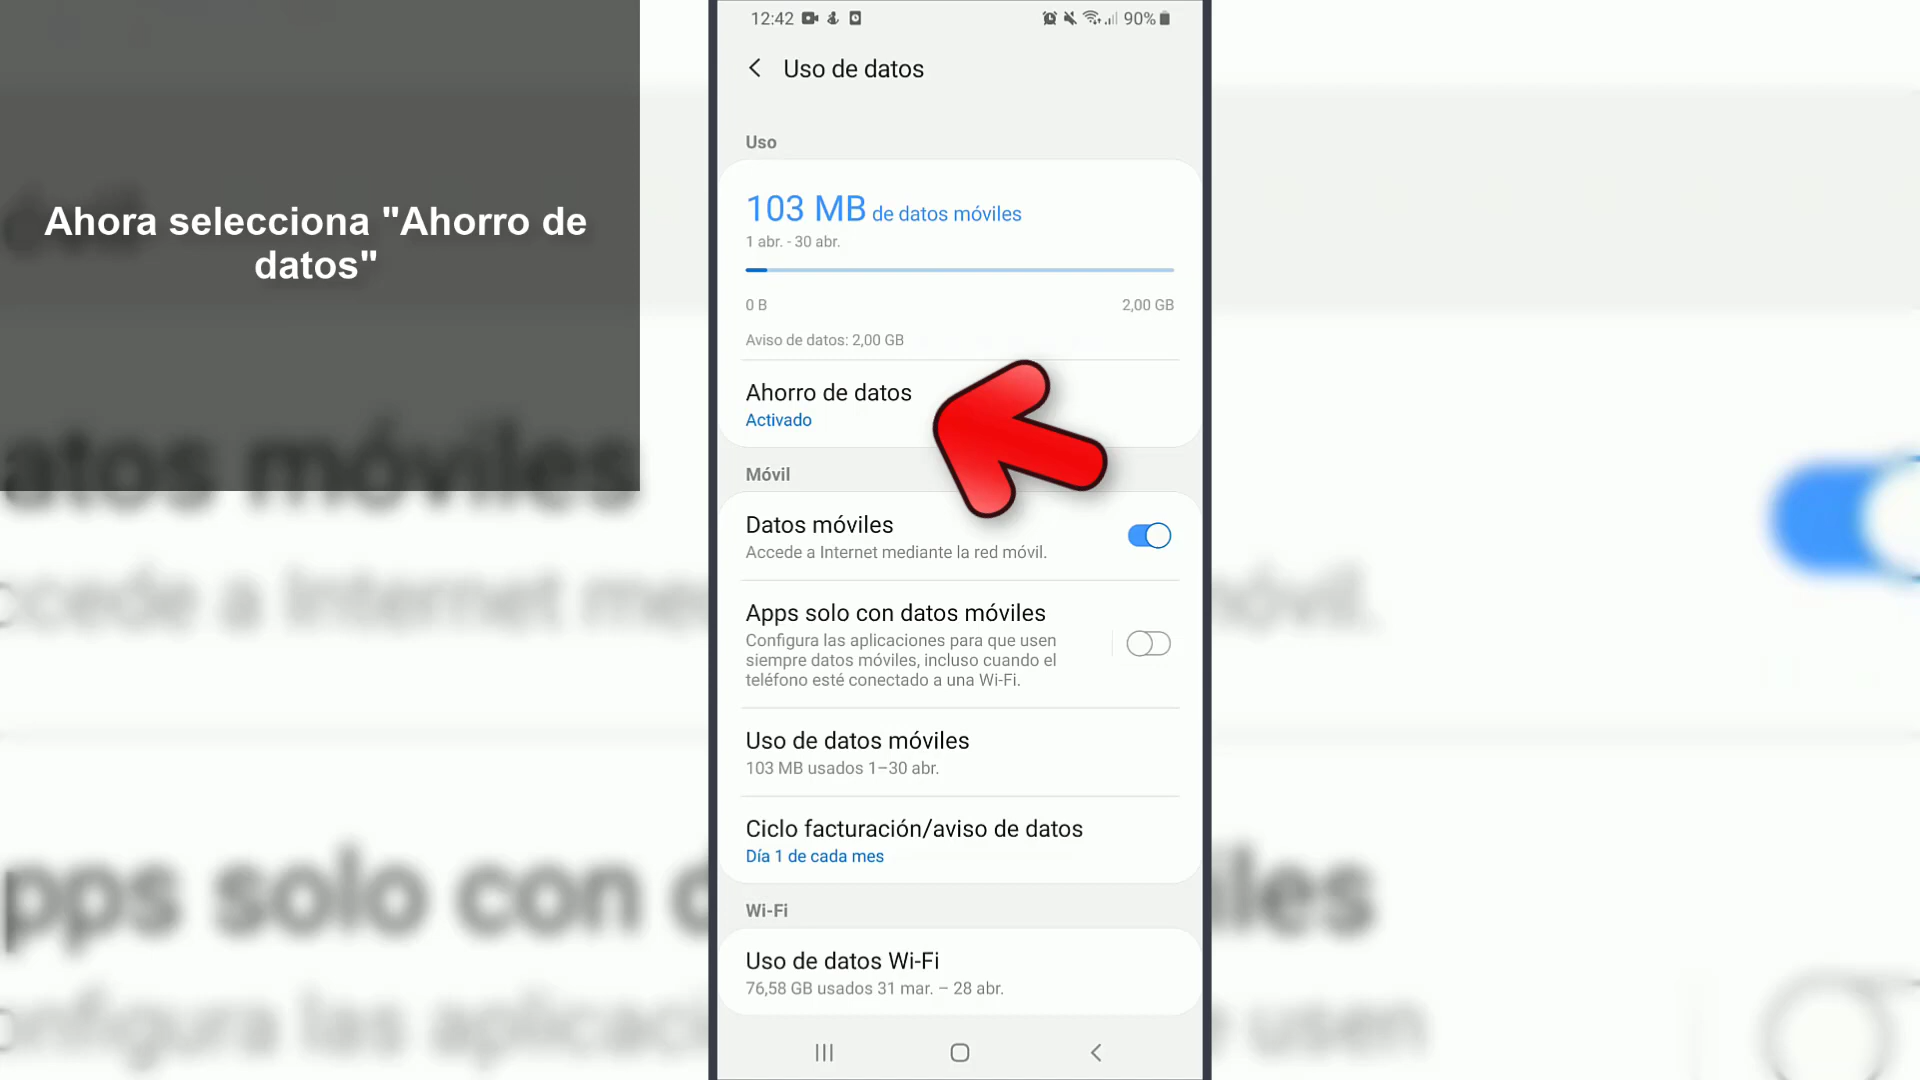 Ahora selecciona "Ahorro de
datos"
12:42
90%
Uso de datos
Uso
103 MB de datos móviles
1 abr. - 30 abr.
0 B
2,00 GB
Aviso de datos: 2,00 GB
Ahorro de datos
Activado
Móvil
Datos móviles
Accede a Internet mediante la red móvil.
Apps solo con datos móviles
Configura las aplicaciones para que usen
siempre datos móviles, incluso cuando el
teléfono esté conectado a una Wi-Fi.
Uso de datos móviles
103 MB usados 1–30 abr.
Ciclo facturación/aviso de datos
Día 1 de cada mes
Wi-Fi
Uso de datos Wi-Fi
76,58 GB usados 31 mar. – 28 abr.